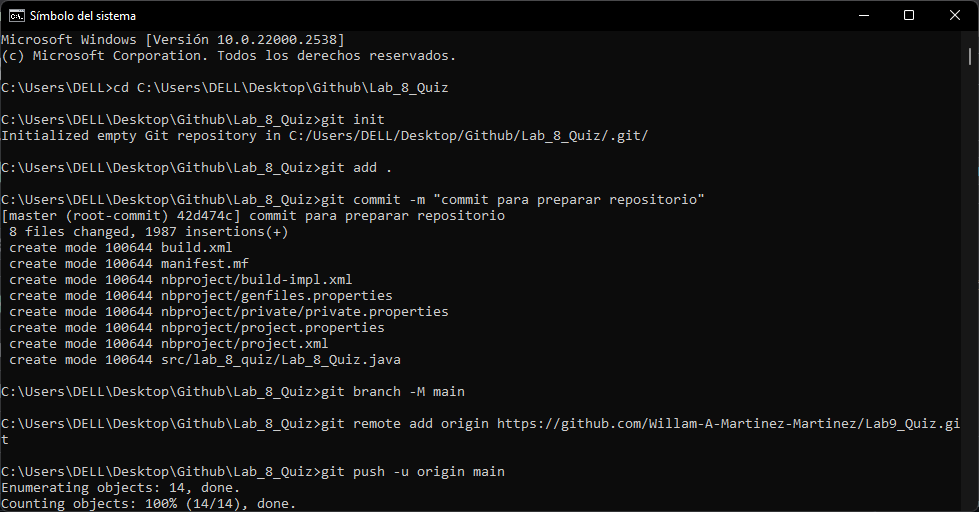 Símbolo del sistema
Microsoft Windows [Versión 10.0.22000.2538]
(c) Microsoft Corporation. Todos los derechos reservados.
C:\Users\DELL>cd C:\Users\DELL\Desktop\Github\Lab_8_Quiz
C:\Users\DELL\Desktop\Github\Lab_8_Quiz>git init
Initialized empty Git repository in C:/Users/DELL/Desktop/Github/Lab_8_Quiz/.git/
C:\Users\DELL\Desktop\Github\Lab_8_Quiz>git add .
C:\Users\DELL\Desktop\Github\Lab_8_Quiz>git commit -m "commit para preparar repositorio"
[master (root-commit) 42d474c] commit para preparar repositorio
 8 files changed, 1987 insertions(+)
 create mode 100644 build.xml
 create mode 100644 manifest.mf
 create mode 100644 nbproject/build-impl.xml
 create mode 100644 nbproject/genfiles.properties
 create mode 100644 nbproject/private/private.properties
 create mode 100644 nbproject/project.properties
 create mode 100644 nbproject/project.xml
 create mode 100644 src/lab_8_quiz/Lab_8_Quiz.java
C:\Users\DELL\Desktop\Github\Lab_8_Quiz>git branch -M main
C:\Users\DELL\Desktop\Github\Lab_8_Quiz>git remote add origin https://github.com/Willam-A-Martinez-Martinez/Lab9_Quiz.gi
t
C:\Users\DELL\Desktop\Github\Lab_8_Quiz>git push -u origin main
Enumerating objects: 14, done.
Counting objects: 100% (14/14), done.